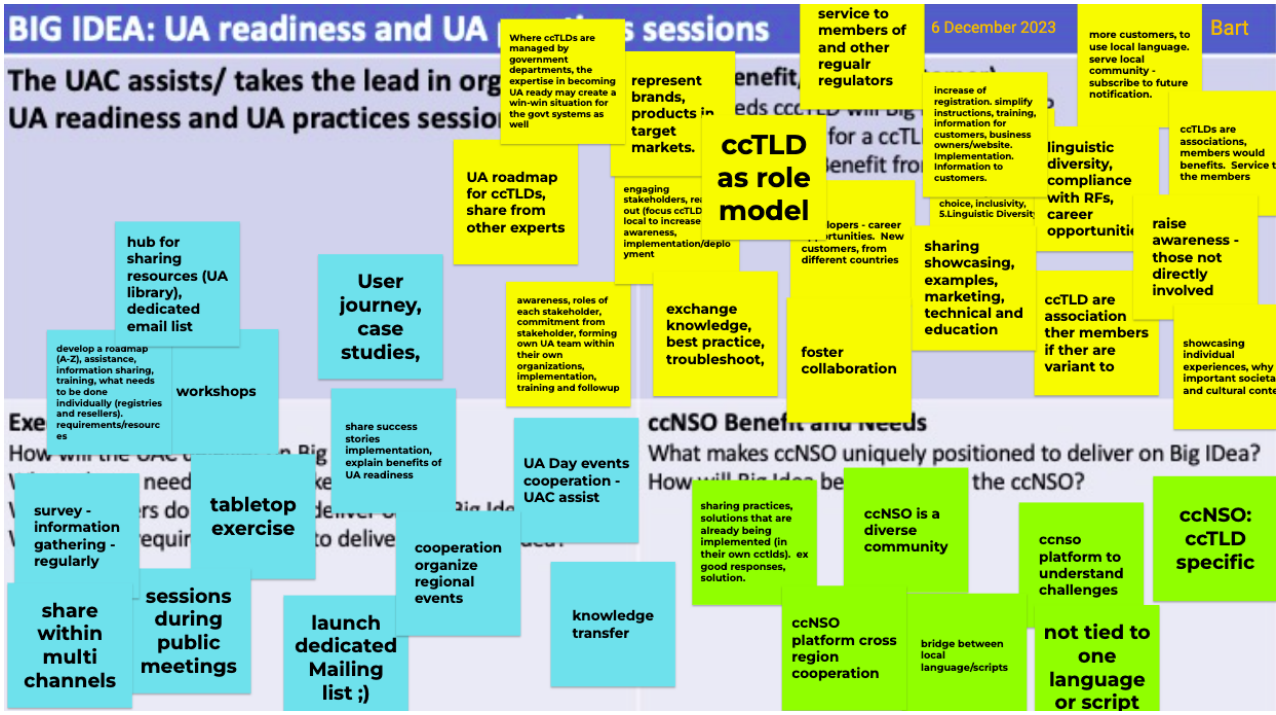 BIG IDEA: UA readiness and UA
sessions
6 December 2023
Bart
The UAC assists/ takes the lead in org
UA readiness and UA practices session
Where ccTLDs are
managed by
government
departments, the
expertise in becoming
UA ready may create a
win-win situation for
the govt systems as
well
represent
brands,
products in
target
markets.
service to
members of
and other
regualr
regulators
more customers, to
use local language.
serve local
community -
subscribe to future
notification.
increase of
registration. simplify
instructions, training,
information for
customers, business
owners/website.
Implementation.
Information to
customers.
ccTLDs are
associations,
members would
benefits. Service t
the members
ccTLD
as role
model
for a ccTL
Benefit fro
linguistic
diversity,
compliance
with RFs,
career
UA roadmap
for ccTLDs,
share from
other experts
engaging
stakeholders,
out (focus ccTLD
local to increase
awareness,
implementation/deplo
yment
choice, inclusivity,
5.Linguistic Diversity
lopers - career
ortunities. New
customers, from
different countries
sharing
showcasing,
examples,
marketing,
technical and
education
raise
awareness -
those not
directly
involved
hub for
sharing
resources (UA
library),
dedicated
email list
User
journey,
case
studies,
awareness, roles of
each stakeholder,
commitment from
stakeholder, forming
own UA team within
their own
organizations,
implementation,
training and followup
exchange
knowledge,
best practice,
troubleshoot,
foster
collaboration
ccTLD are
association
ther members
if ther are
variant to
showcasing
individual
experiences, why
important societa
and cultural conte
develop a roadmap
(A-Z), assistance,
information sharing,
training, what needs
to be done
individually (registries
and resellers).
requirements/resourc
es
workshops
share success
stories
implementation,
explain benefits of
UA readiness
UA Day events
cooperation -
UAC assist
Exe
How will the UAC
n Big
need
survey -
information
gathering -
regularly
tabletop
exercise
cooperation
organize
regional
events
share
within
multi
channels
sessions
during
public
meetings
launch
dedicated
Mailing
list ;)
knowledge
transfer
ccNSO Benefit and Needs
What makes ccNSO uniquely positioned to deliver on Big IDea?
How will Big Idea be
the ccNSO?
sharing practices,
solutions that are
already being
implemented (in
their own cctlds). ex
good responses,
solution.
ccNSO is a
diverse
community
ccnso
platform to
understand
challenges
ccNSO:
ccTLD
specific
ccNSO
platform cross
region
cooperation
bridge between
local
language/scripts
not tied to
one
language
or script